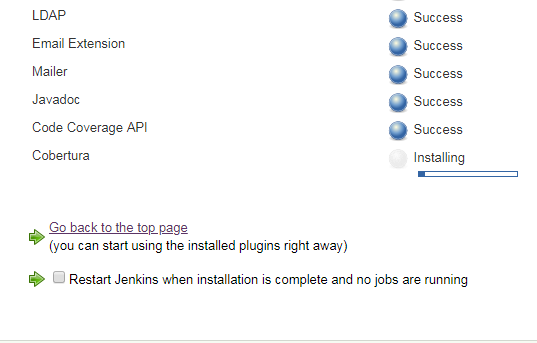 LDAP Success
Email Extension Success
Mailer Success
Javadoc Success
Code Coverage API Success
Cobertura Installing
Go back to the top page
(you can start using the installed plugins right away)
Restart Jenkins when installation is complete and no jobs are running